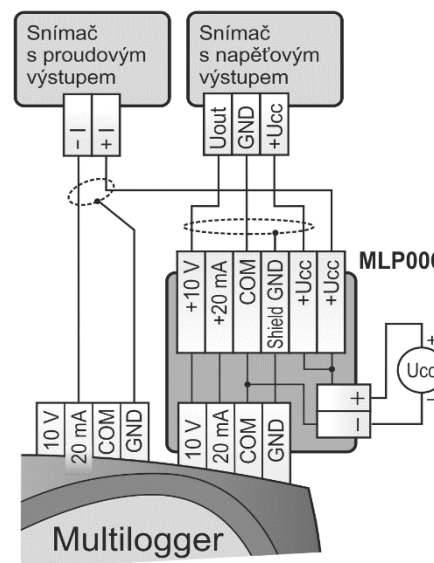 Snímač
s proudovým
výstupem
Snímač
s napěťovým
výstupem
– I
+ I
Uout
GND
+Ucc
MLP00
+10 V
+20 mA
COM
Shield GND
+Ucc
+Ucc
+
–
+
Ucc
–
10 V
20 mA
COM
GND
10 V
20 mA
COM
GND
Multilogger